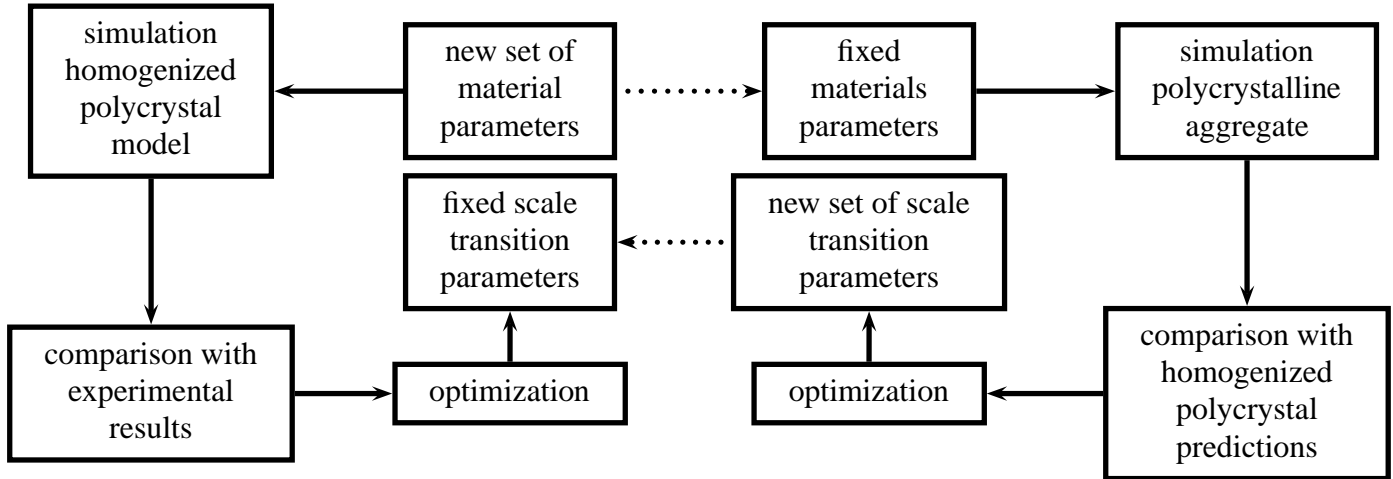 simulation
homogenized
polycrystal
model
new set of
material
parameters
fixed
materials
parameters
simulation
polycrystalline
aggregate
fixed scale
transition
parameters
new set of scale
transition
parameters
comparison with
experimental
results
optimization
optimization
comparison with
homogenized
polycrystal
predictions